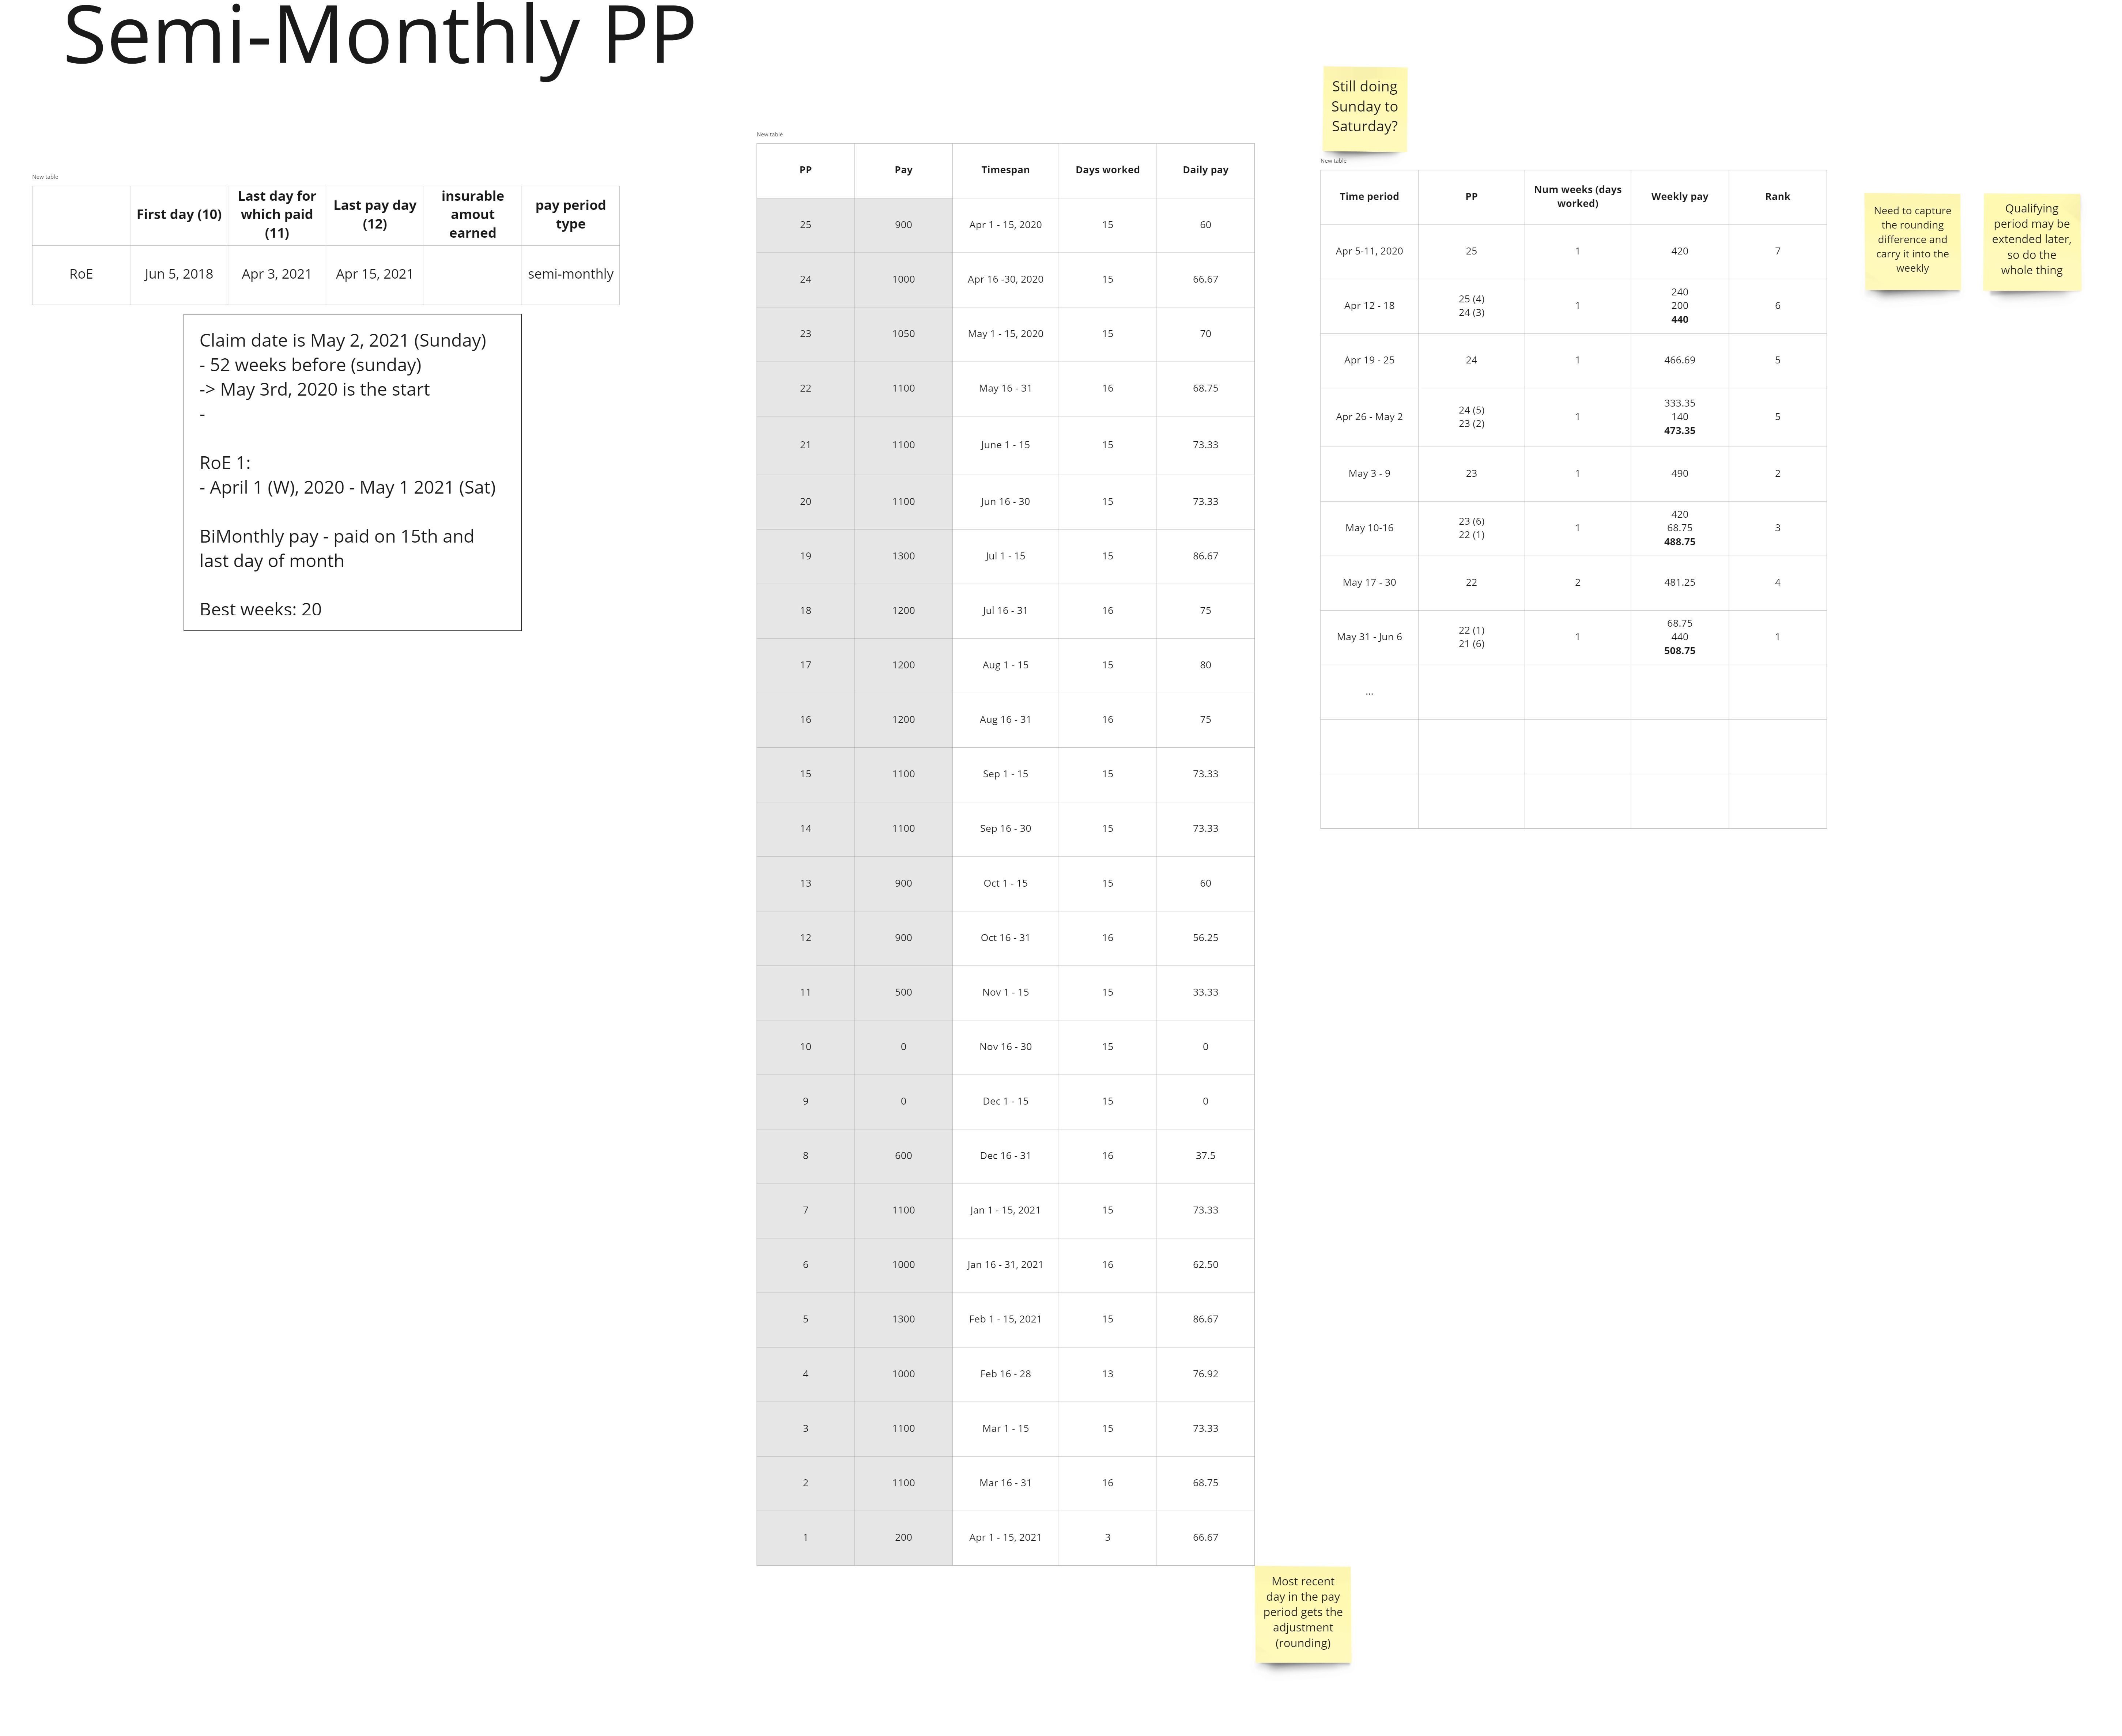 Semi-Monthly PP
New table
First day (10) Last day for which paid (11) Last pay day (12) insurable amout earned pay period type
RoE Jun 5, 2018 Apr 3, 2021 Apr 15, 2021 semi-monthly
Claim date is May 2, 2021 (Sunday)
- 52 weeks before (sunday)
-> May 3rd, 2020 is the start
-
RoE 1:
- April 1 (W), 2020 - May 1 2021 (Sat)
BiMonthly pay - paid on 15th and
last day of month
Best weeks: 20
New table
PP Pay Timespan Days worked Daily pay
25 900 Apr 1 - 15, 2020 15 60
24 1000 Apr 16 -30, 2020 15 66.67
23 1050 May 1 - 15, 2020 15 70
22 1100 May 16 - 31 16 68.75
21 1100 June 1 - 15 15 73.33
20 1100 Jun 16 - 30 15 73.33
19 1300 Jul 1 - 15 15 86.67
18 1200 Jul 16 - 31 16 75
17 1200 Aug 1 - 15 15 80
16 1200 Aug 16 - 31 16 75
15 1100 Sep 1 - 15 15 73.33
14 1100 Sep 16 - 30 15 73.33
13 900 Oct 1 - 15 15 60
12 900 Oct 16 - 31 16 56.25
11 500 Nov 1 - 15 15 33.33
10 0 Nov 16 - 30 15 0
9 0 Dec 1 - 15 15 0
8 600 Dec 16 - 31 16 37.5
7 1100 Jan 1 - 15, 2021 15 73.33
6 1000 Jan 16 - 31, 2021 16 62.50
5 1300 Feb 1 - 15, 2021 15 86.67
4 1000 Feb 16 - 28 13 76.92
3 1100 Mar 1 - 15 15 73.33
2 1100 Mar 16 - 31 16 68.75
1 200 Apr 1 - 15, 2021 3 66.67
Most recent
day in the pay
period gets the
adjustment
(rounding)
Still doing
Sunday to
Saturday?
New table
Time period PP Num weeks (days worked) Weekly pay Rank
Apr 5-11, 2020 25 1 420 7
Apr 12 - 18 25 (4) 24 (3) 1 240 200 440 6
Apr 19 - 25 24 1 466.69 5
Apr 26 - May 2 24 (5) 23 (2) 1 333.35 140 473.35 5
May 3 - 9 23 1 490 2
May 10-16 23 (6) 22 (1) 1 420 68.75 488.75 3
May 17 - 30 22 2 481.25 4
May 31 - Jun 6 22 (1) 21 (6) 1 68.75 440 508.75 1
...
Need to capture
the rounding
difference and
carry it into the
weekly
Qualifying
period may be
extended later,
so do the
whole thing